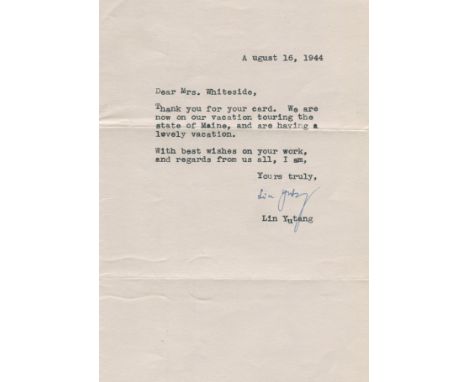 A ugust 16, 1944
Dear Mrs. Whiteside,
Thank you for your card. We are
now on our vacation touring the
state of Maine, and are having a
lovely vacation.
With best wishes on your work,
and regards from us all, I am,
Yours truly,
Lin Yutang
Lin Yutang